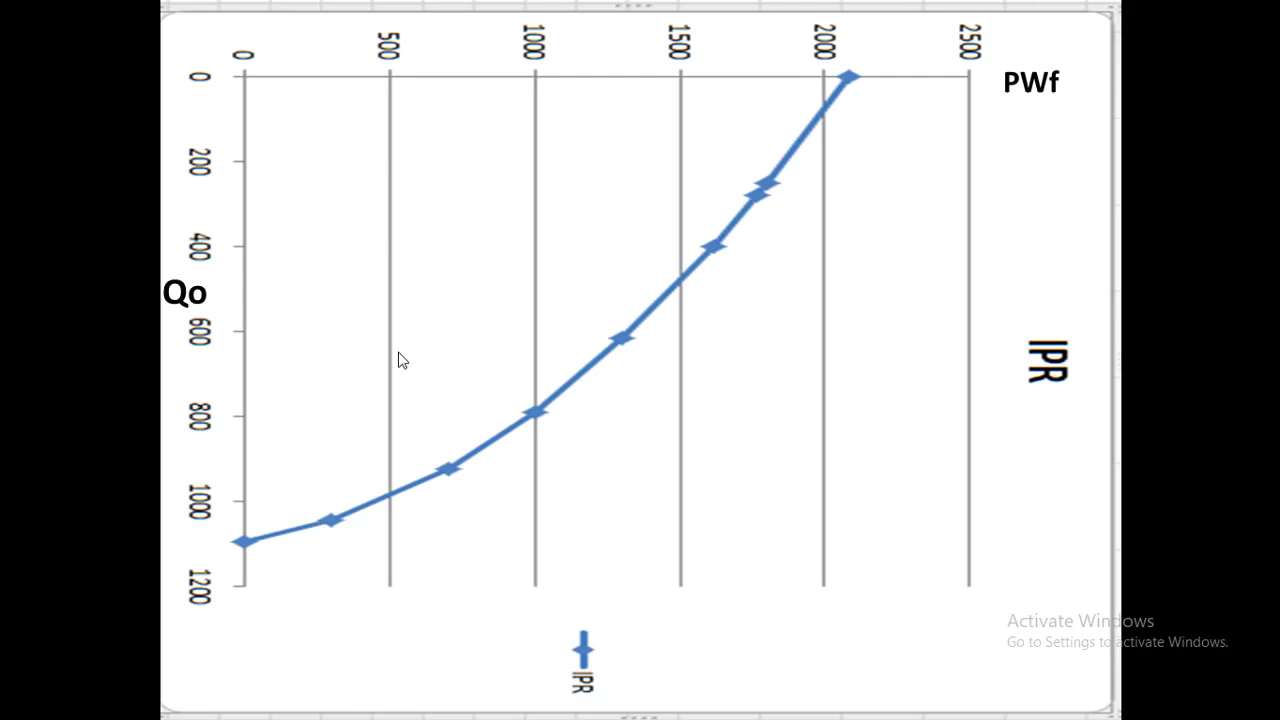 0
500
1000
1500
2000
2500
PWf
0
200
400
Qo
600
800
1000
1200
IPR
IPR
Activate Windows
Go to Settings to activate Windows.